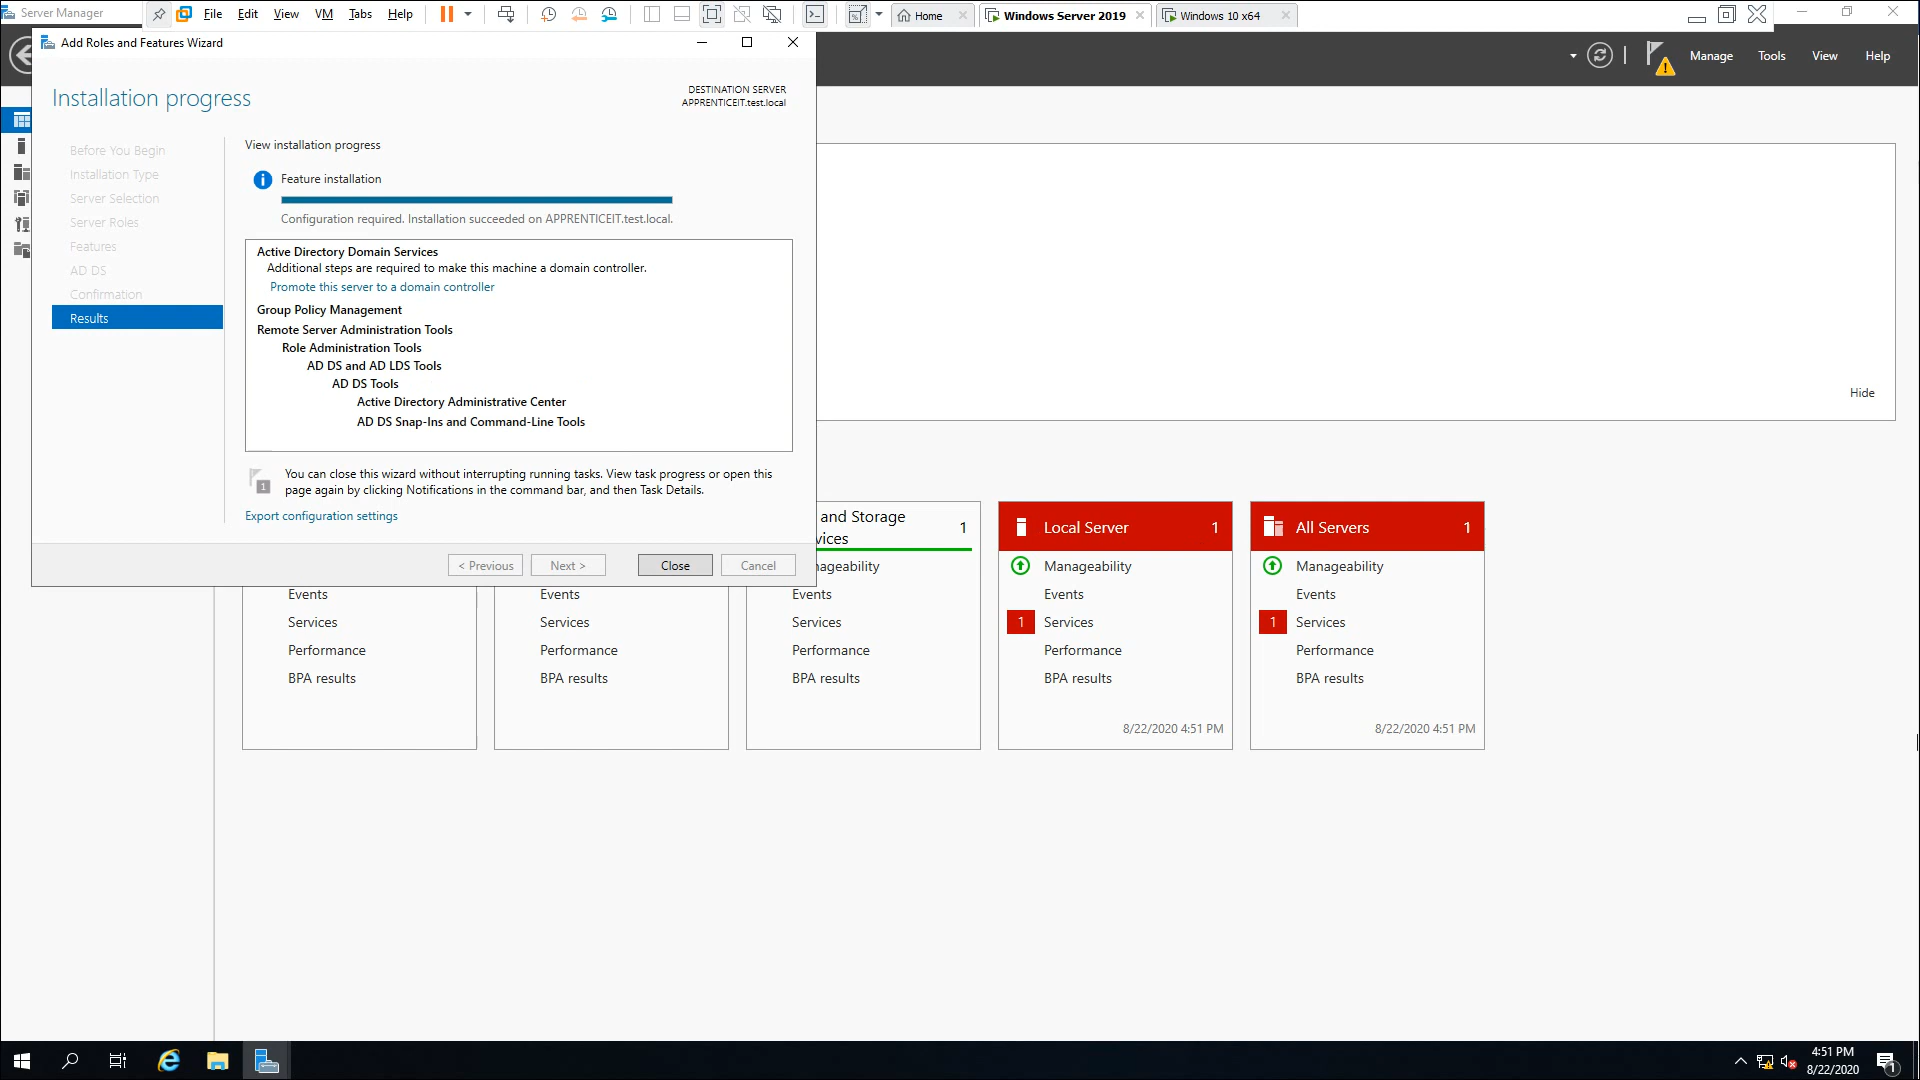 Server Manager
File Edit View VM Tabs Help
Home
Windows Server 2019
Windows 10 x64
Add Roles and Features Wizard
Manage Tools View Help
Installation progress
DESTINATION SERVER
APPRENTICEIT.test.local
Before You Begin
Installation Type
Server Selection
Server Roles
Features
AD DS
Confirmation
Results
View installation progress
Feature installation
Configuration required. Installation succeeded on APPRENTICEIT.test.local.
Active Directory Domain Services
Additional steps are required to make this machine a domain controller.
Promote this server to a domain controller
Group Policy Management
Remote Server Administration Tools
Role Administration Tools
AD DS and AD LDS Tools
AD DS Tools
Active Directory Administrative Center
AD DS Snap-Ins and Command-Line Tools
1
You can close this wizard without interrupting running tasks. View task progress or open this
page again by clicking Notifications in the command bar, and then Task Details.
Export configuration settings
< Previous Next > Close Cancel
Hide
Events
Services
Performance
BPA results
Events
Services
Performance
BPA results
and Storage 1
vices
nageability
Events
Services
Performance
BPA results
Local Server 1
Manageability
Events
1 Services
Performance
BPA results
8/22/2020 4:51 PM
All Servers 1
Manageability
Events
1 Services
Performance
BPA results
8/22/2020 4:51 PM
4:51 PM
8/22/2020
1